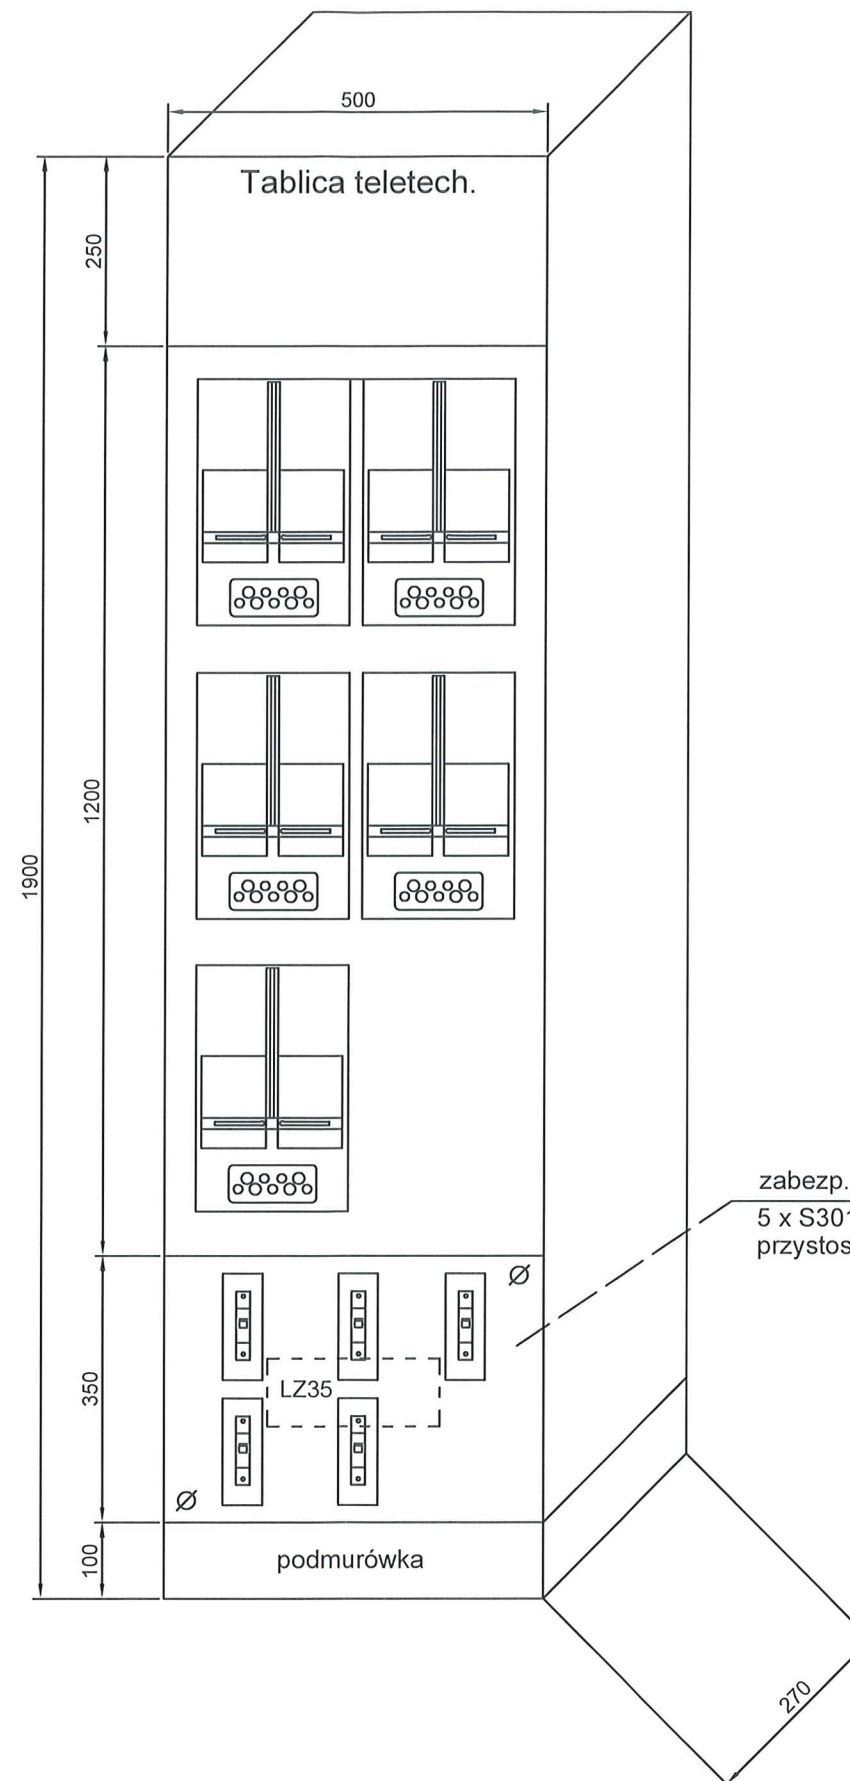 500
Tablica teletech.
250
1200
1900
zabezp.
5 x S301
przystos
LZ35
350
podmurówka
100
270